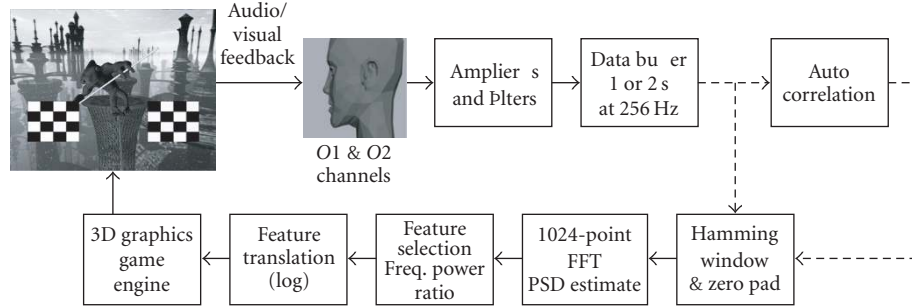 Audio/
visual
feedback
O1 & O2
channels
Amplier s
and Þlters
Data bu er
1 or 2 s
at 256 Hz
Auto
correlation
3D graphics
game
engine
Feature
translation
(log)
Feature
selection
Freq. power
ratio
1024-point
FFT
PSD estimate
Hamming
window
& zero pad